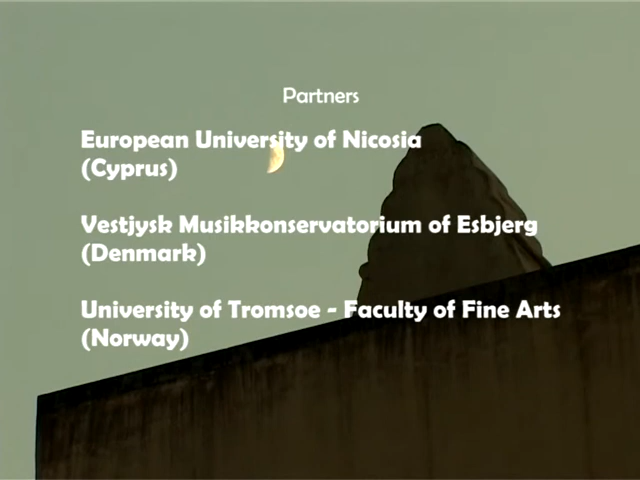 Partners
European University of Nicosia
(Cyprus)
Vestjysk Musikkonservatorium of Esbjerg
(Denmark)
University of Tromsoe - Faculty of Fine Arts
(Norway)